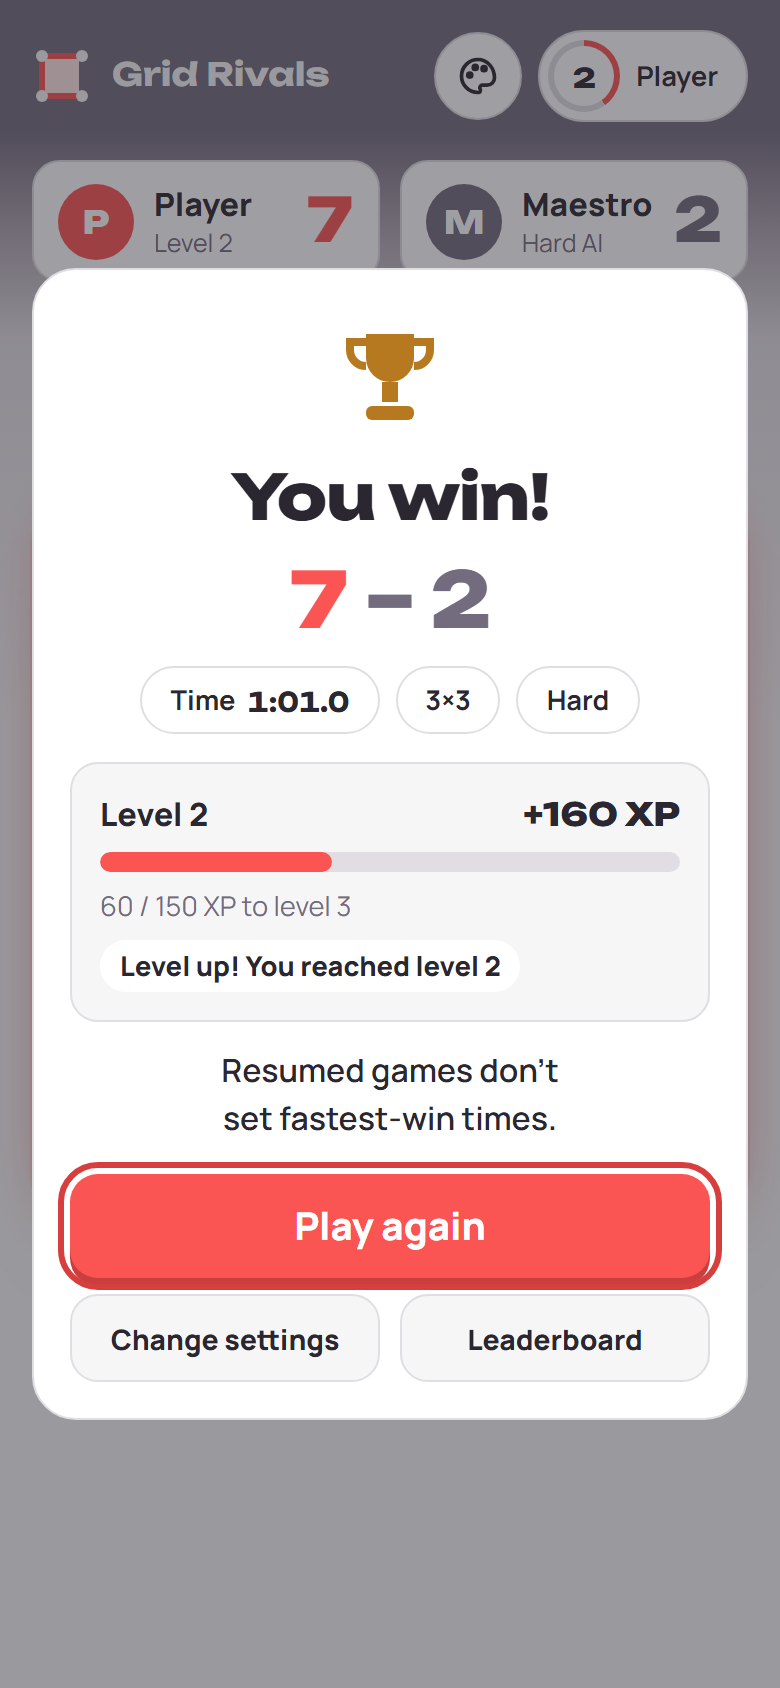 Grid Rivals
2 Player
P Player 7
Level 2
M Maestro 2
Hard AI
You win!
7 – 2
Time 1:01.0 3×3 Hard
Level 2 +160 XP
60 / 150 XP to level 3
Level up! You reached level 2
Resumed games don’t
set fastest-win times.
Play again
Change settings Leaderboard